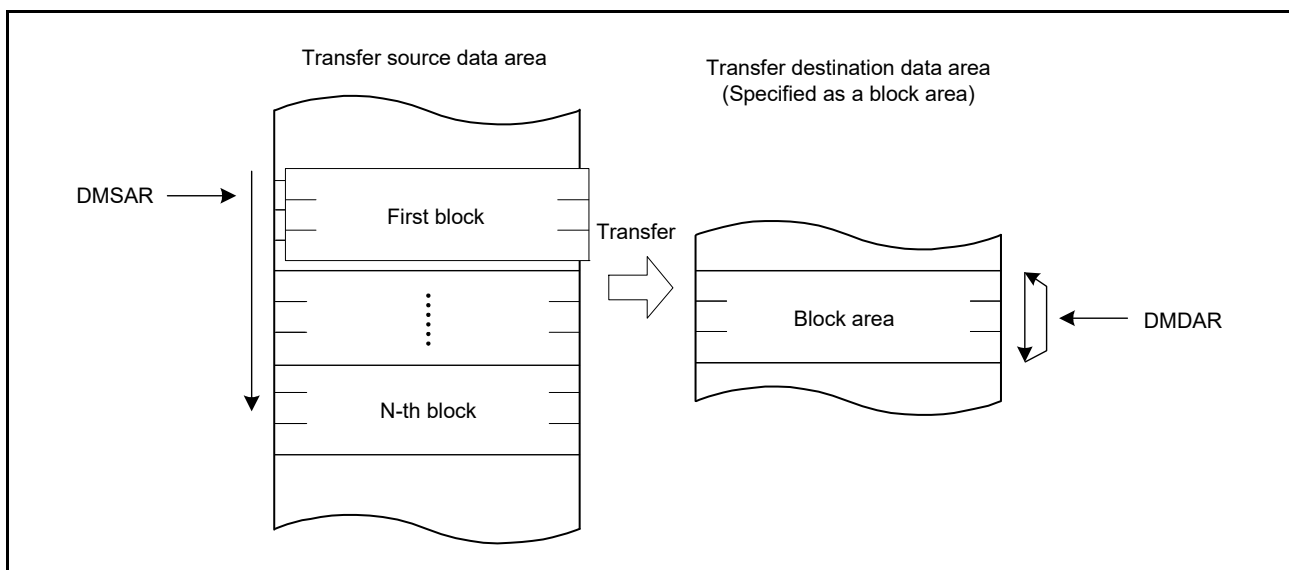 Transfer source data area
Transfer destination data area
(Specified as a block area)
DMSAR
First block
Transfer
Block area
DMDAR
N-th block